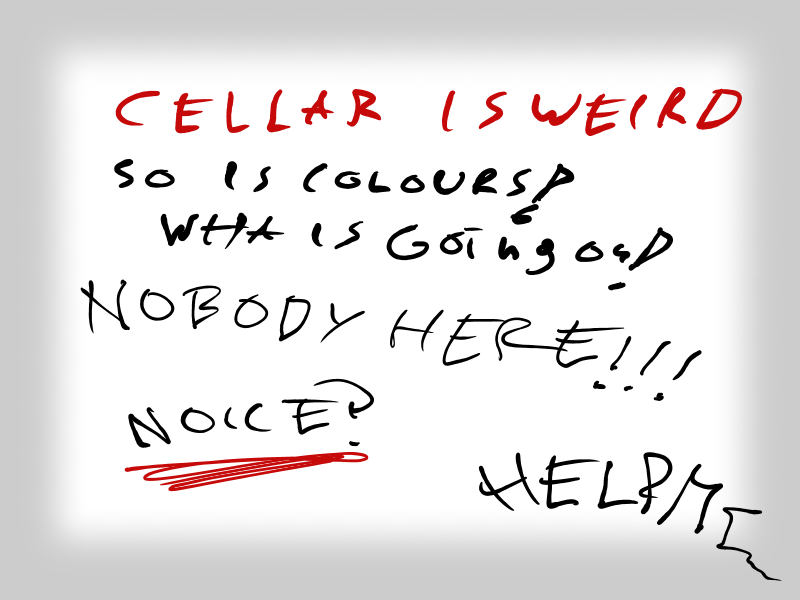 CELLAR IS WEIRD
SO IS COLOURS?
WHA IS GOiNg on?
NOBODY HERE!!!
NOICE?
HELP ME